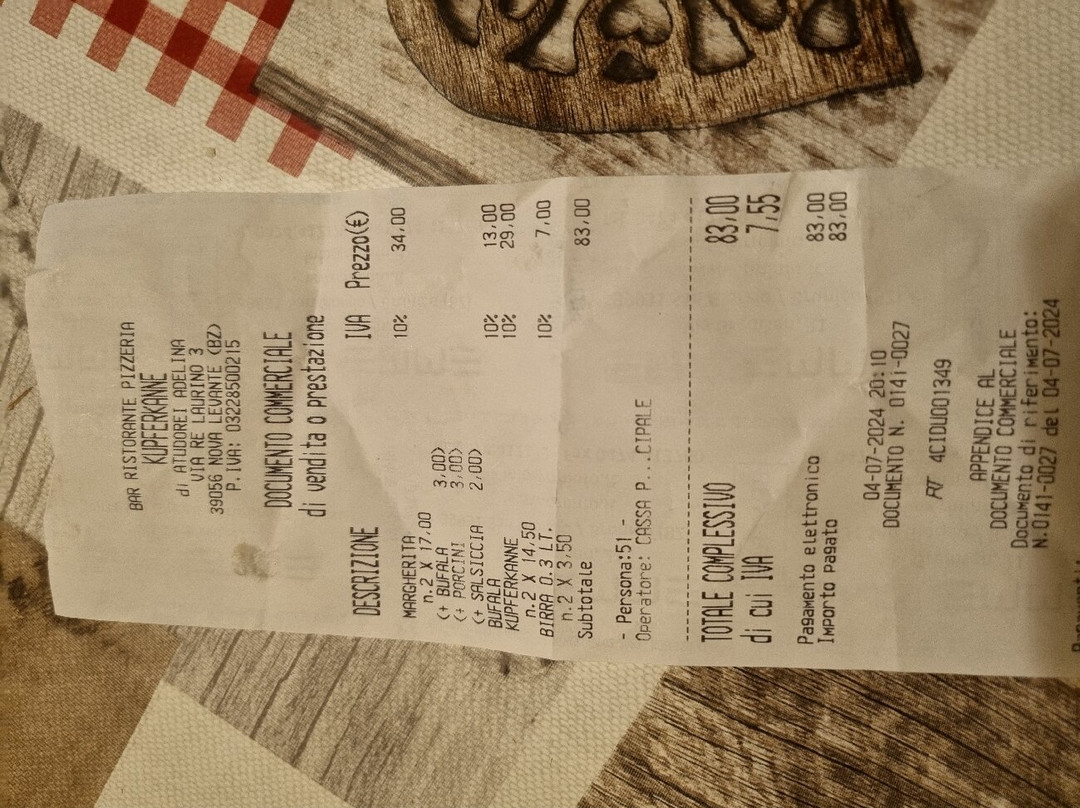 BAR RISTORANTE PIZZERIA
KUPFERKANNE
di ATUDOREI ADELINA
VIA RE LAURINO 3
39056 NOVA LEVANTE (BZ)
P.IVA: 03228500215
DOCUMENTO COMMERCIALE
di vendita o prestazione
DESCRIZIONE IVA Prezzo(€)
MARGHERITA 10% 34,00
n.2 X 17,00
(+ BUFALA 3,00)
(+ PORCINI 3,00)
(+ SALSICCIA 2,00)
BUFALA 10% 13,00
KUPFERKANNE 10% 29,00
n.2 X 14,50
BIRRA 0.3 LT. 10% 7,00
n.2 X 3,50
Subtotale 83,00
- Persona:51 -
Operatore: CASSA P...CIPALE
TOTALE COMPLESSIVO 83,00
di cui IVA 7,55
Pagamento elettronico 83,00
Importo Pagato 83,00
04-07-2024 20:10
DOCUMENTO N. 0141-0027
RT 4CIDU001349
APPENDICE AL
DOCUMENTO COMMERCIALE
Documento di riferimento:
N.0141-0027 del 04-07-2024